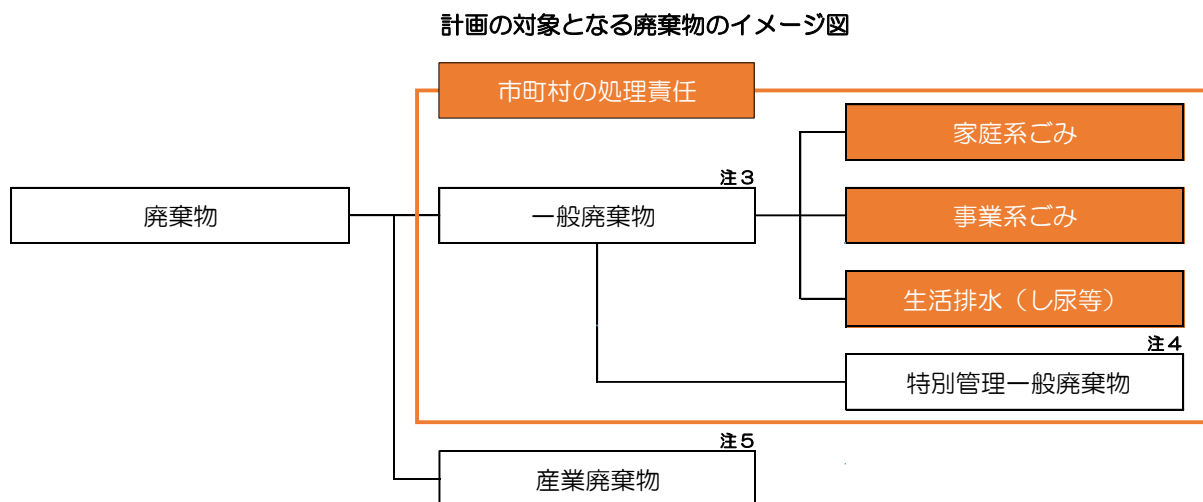 計画の対象となる廃棄物のイメージ図
市町村の処理責任
家庭系ごみ
注３
廃棄物
一般廃棄物
事業系ごみ
生活排水（し尿等）
注４
特別管理一般廃棄物
注５
産業廃棄物